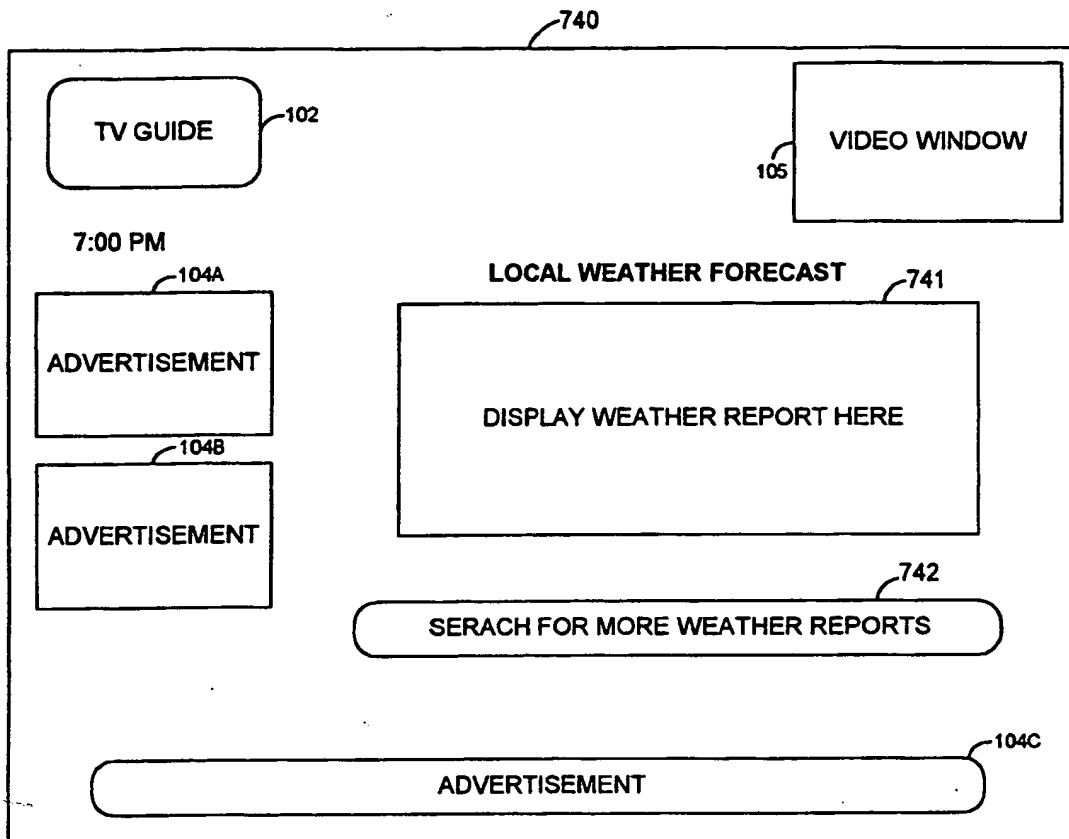 740
TV GUIDE
102
VIDEO WINDOW
105
7:00 PM
104A
ADVERTISEMENT
LOCAL WEATHER FORECAST
741
DISPLAY WEATHER REPORT HERE
104B
ADVERTISEMENT
742
SERACH FOR MORE WEATHER REPORTS
104C
ADVERTISEMENT